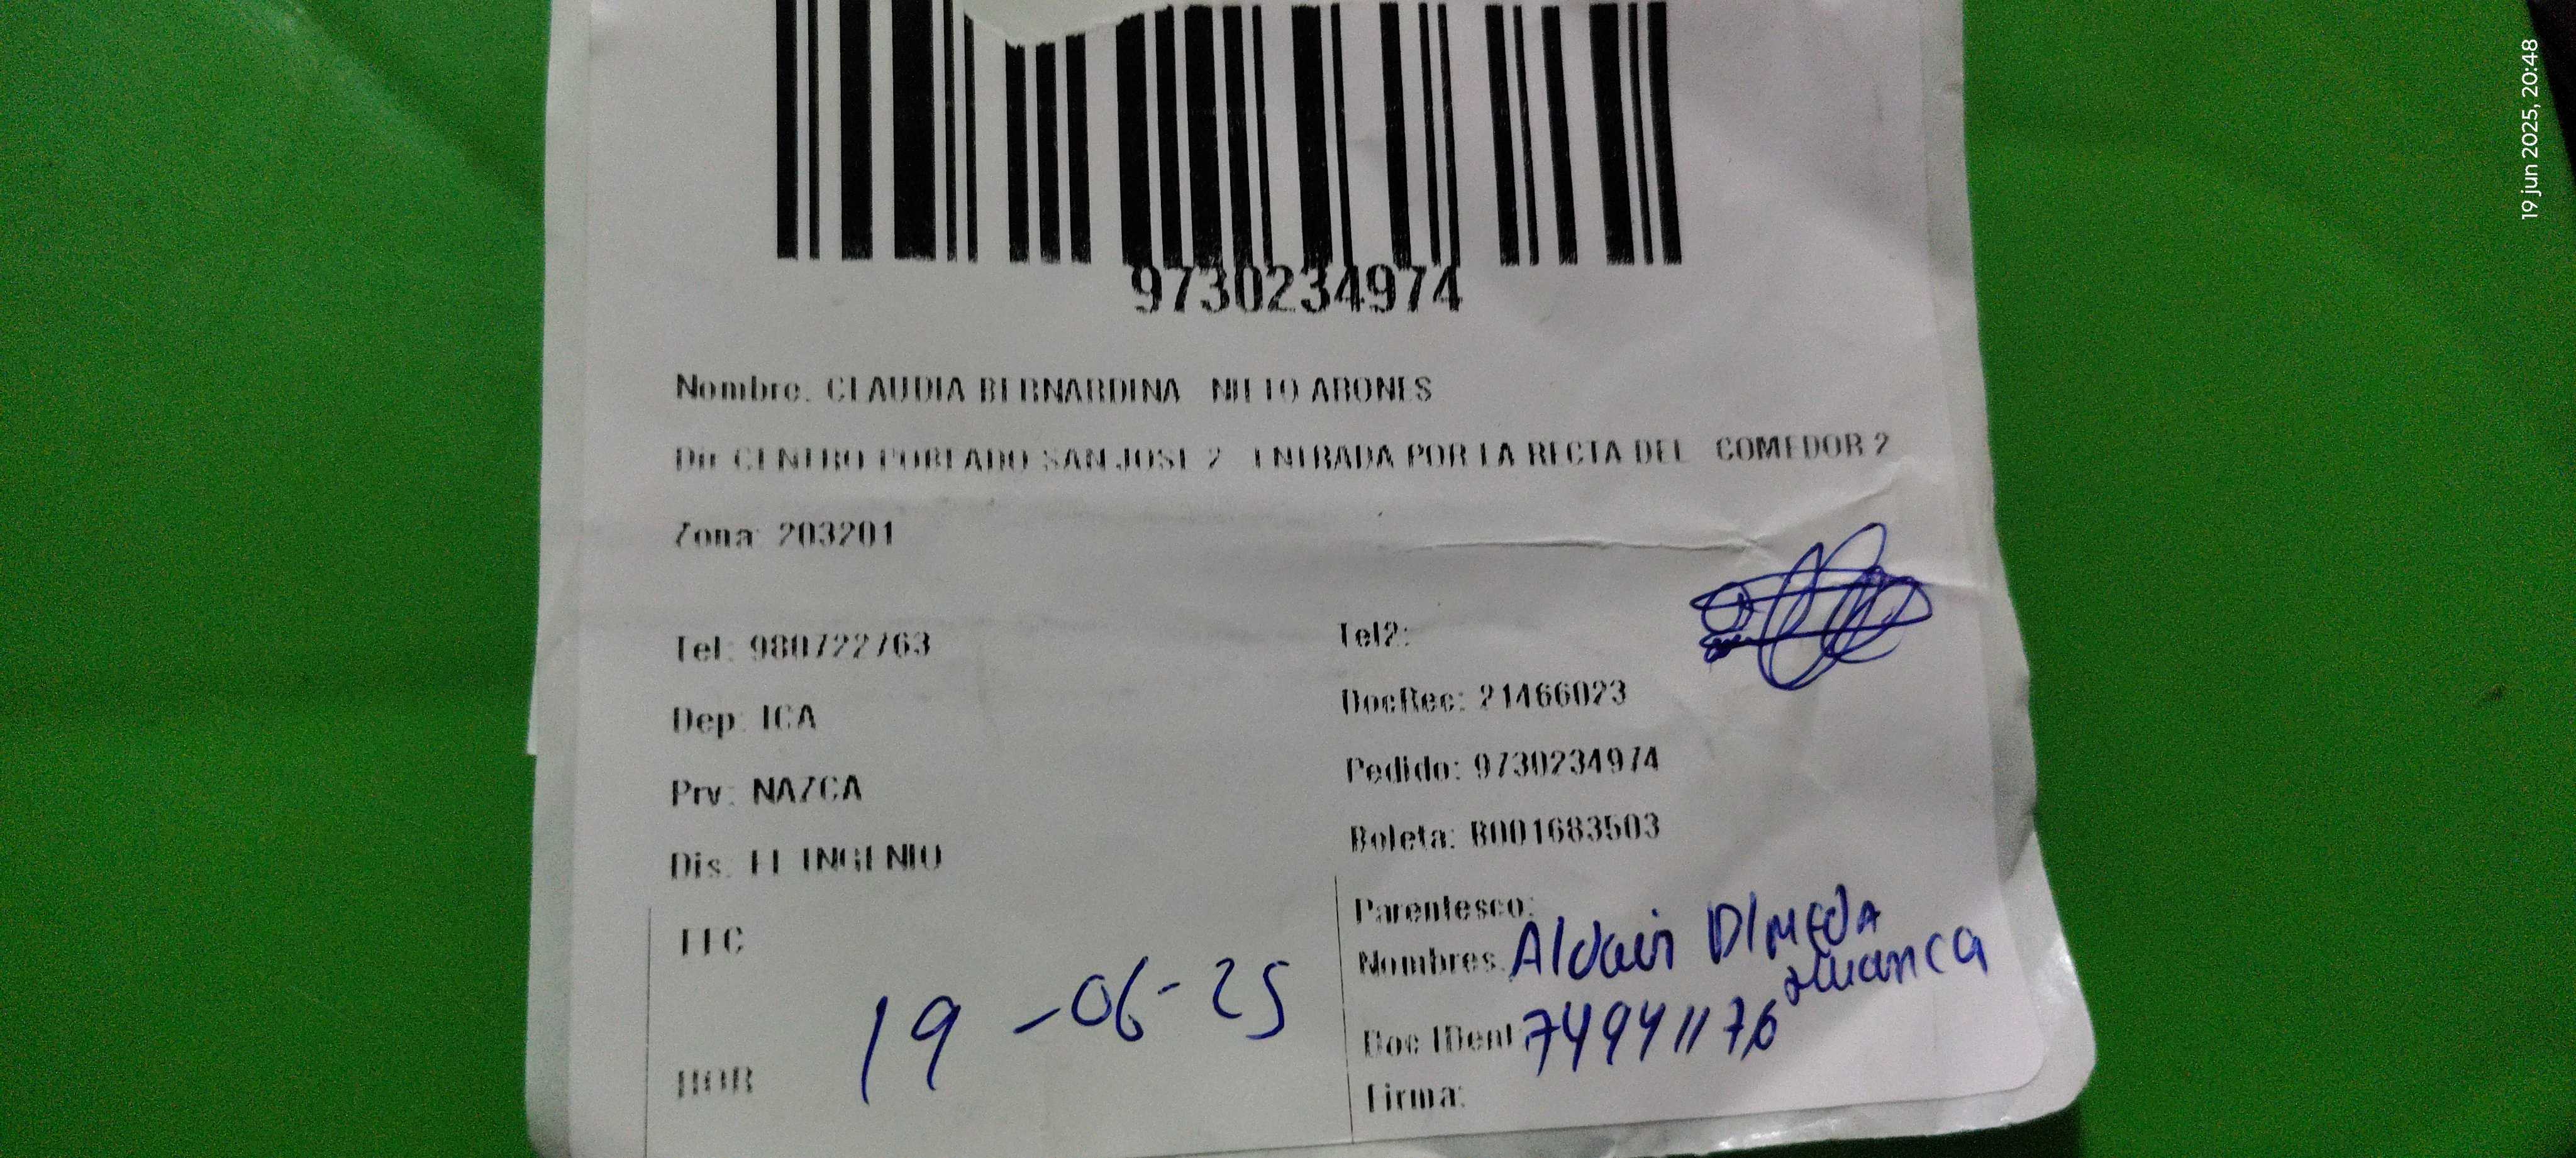 9730234974
Nombre: CLAUDIA BERNARDINA NIETO ARONES
Dir CENTRO POBLADO SAN JOSE 2 ENTRADA POR LA RECTA DEL COMEDOR 2
Zona: 203201
Tel: 980722763
Tel2:
Dep: ICA
DocRec: 21466023
Prv: NAZCA
Pedido: 9730234974
Dis: EL INGENIO
Boleta: B001683503
FEC
19-06-25
HOR
Parentesco:
Nombres Aldair Olmeda
Huanca
Doc IDent 74941176
Firma:
19 jun 2025, 20:48